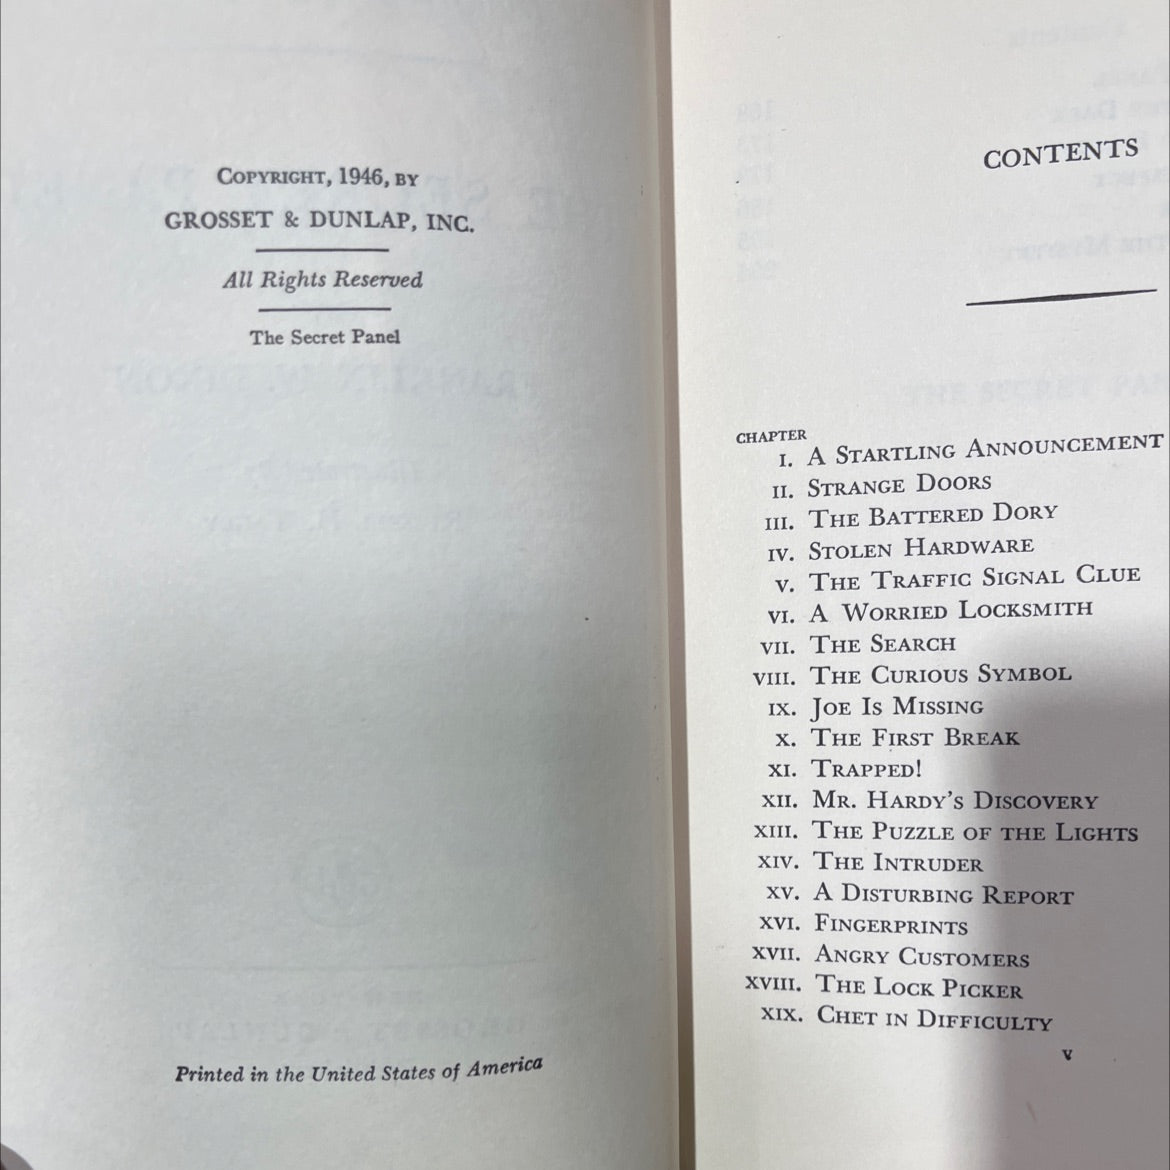 COPYRIGHT, 1946, BY
GROSSET & DUNLAP, INC.
All Rights Reserved
The Secret Panel
Printed in the United States of America
CONTENTS
CHAPTER
I. A STARTLING ANNOUNCEMENT
II. STRANGE DOORS
III. THE BATTERED DORY
IV. STOLEN HARDWARE
V. THE TRAFFIC SIGNAL CLUE
VI. A WORRIED LOCKSMITH
VII. THE SEARCH
VIII. THE CURIOUS SYMBOL
IX. JOE IS MISSING
X. THE FIRST BREAK
XI. TRAPPED!
XII. MR. HARDY'S DISCOVERY
XIII. THE PUZZLE OF THE LIGHTS
XIV. THE INTRUDER
XV. A DISTURBING REPORT
XVI. FINGERPRINTS
XVII. ANGRY CUSTOMERS
XVIII. THE LOCK PICKER
XIX. CHET IN DIFFICULTY
v